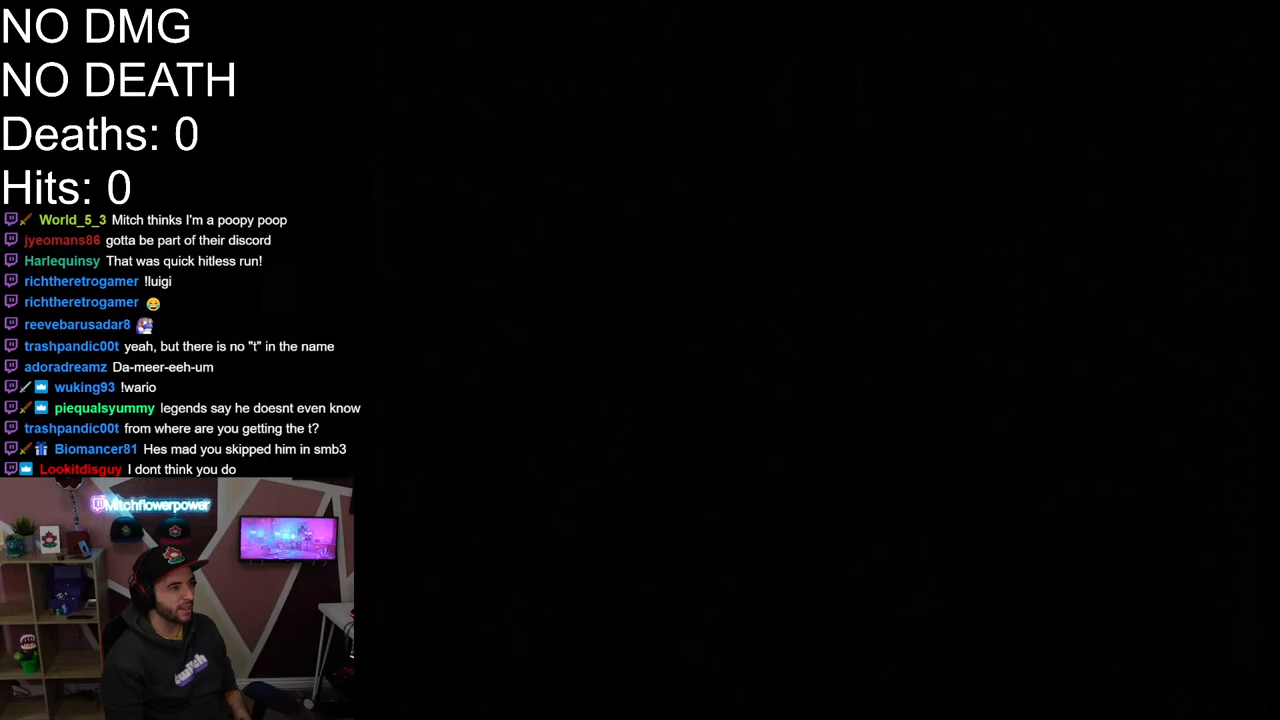 NO DMG
NO DEATH
Deaths: 0
Hits: 0
World_5_3 Mitch thinks I'm a poopy poop
jyeomans86 gotta be part of their discord
Harlequinsy That was quick hitless run!
richtheretrogamer !luigi
richtheretrogamer 😂
reevebarusadar8
trashpandic00t yeah, but there is no "t" in the name
adoradreamz Da-meer-eeh-um
wuking93 !wario
piequalsyummy legends say he doesnt even know
trashpandic00t from where are you getting the t?
Biomancer81 Hes mad you skipped him in smb3
Lookitdisguy I dont think you do
Mitchflowerpower
twitch